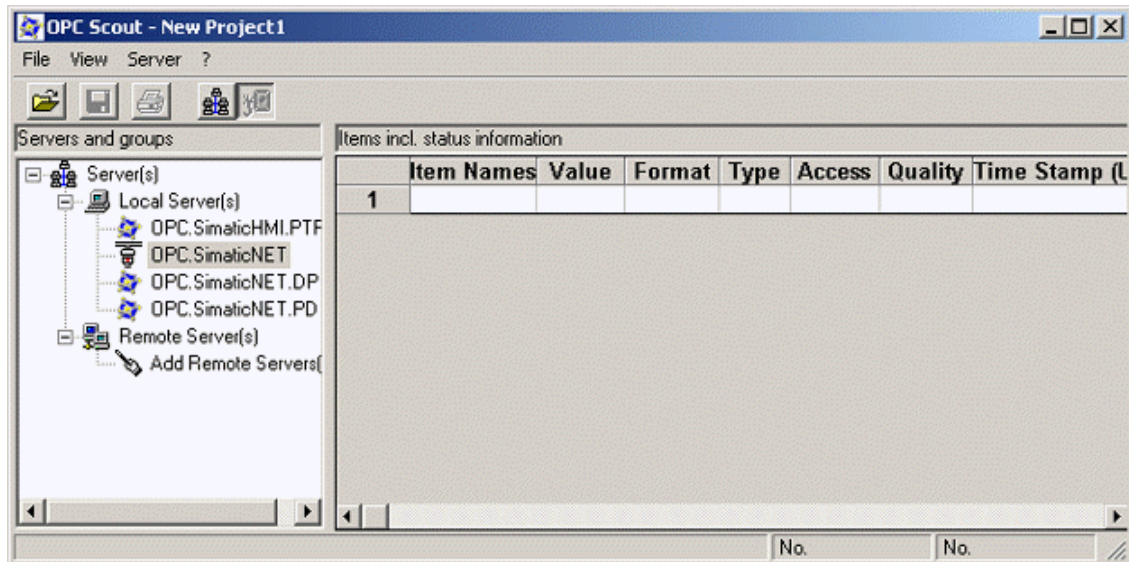 OPC Scout - New Project1
File View Server ?
Servers and groups
Items incl. status information
Server(s)
Local Server(s)
OPC.SimaticHMI.PTF
OPC.SimaticNET
OPC.SimaticNET.DP
OPC.SimaticNET.PD
Remote Server(s)
Add Remote Servers(
Item Names Value Format Type Access Quality Time Stamp (L
1
No. No.